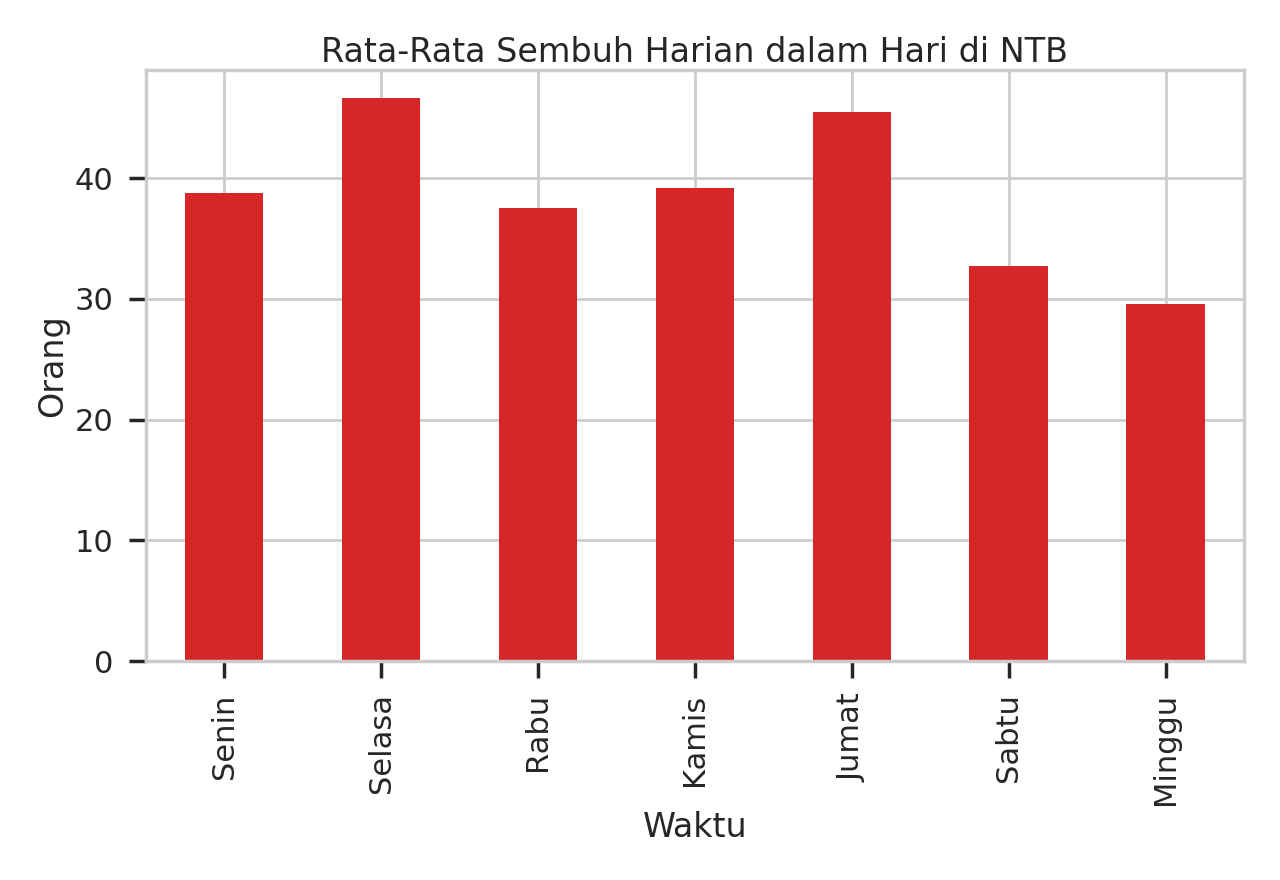 Rata-Rata Sembuh Harian dalam Hari di NTB
Orang
40
30
20
10
0
Senin
Selasa
Rabu
Kamis
Jumat
Sabtu
Minggu
Waktu